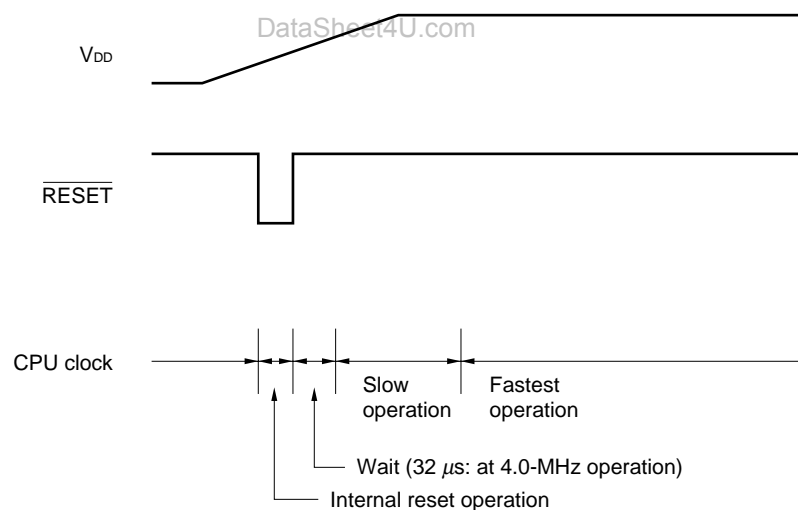 DataSheet4U.com
VDD
RESET
CPU clock
Slow
operation
Fastest
operation
Wait (32 µs: at 4.0-MHz operation)
Internal reset operation